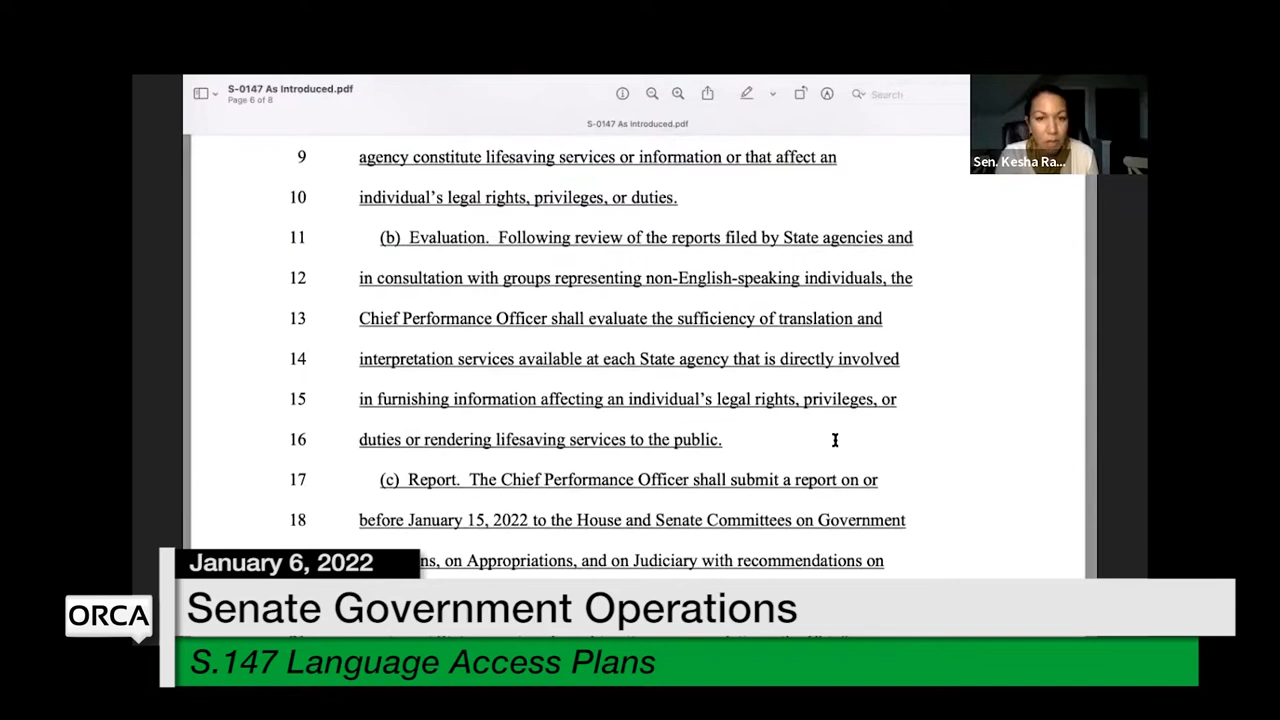 S-0147 As Introduced.pdf
Page 6 of 8
Search
S-0147 As Introduced.pdf
Sen. Kesha Ra...
9 agency constitute lifesaving services or information or that affect an
10 individual's legal rights, privileges, or duties.
11 (b) Evaluation. Following review of the reports filed by State agencies and
12 in consultation with groups representing non-English-speaking individuals, the
13 Chief Performance Officer shall evaluate the sufficiency of translation and
14 interpretation services available at each State agency that is directly involved
15 in furnishing information affecting an individual's legal rights, privileges, or
16 duties or rendering lifesaving services to the public.
17 (c) Report. The Chief Performance Officer shall submit a report on or
18 before January 15, 2022 to the House and Senate Committees on Government
ns, on Appropriations, and on Judiciary with recommendations on
January 6, 2022
ORCA
Senate Government Operations
S.147 Language Access Plans